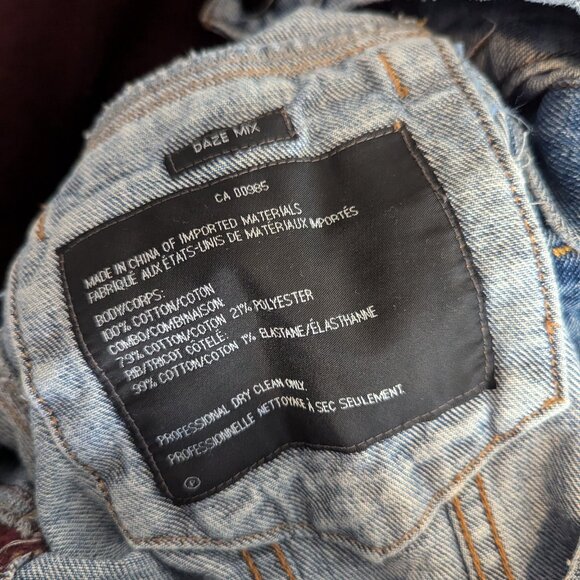 DAZE MIX
CA 00985
MADE IN CHINA OF IMPORTED MATERIALS
FABRIQUÉ AUX ÉTATS-UNIS DE MATÉRIAUX IMPORTÉS
BODY/CORPS:
100% COTTON/COTON
COMBO/COMBINAISON:
79% COTTON/COTON 21% POLYESTER
RIB/TRICOT COTELÉ:
99% COTTON/COTON 1% ELASTANE/ÉLASTHANNE
PROFESSIONAL DRY CLEAN ONLY.
PROFESSIONNELLE NETTOYAGE À SEC SEULEMENT.
P